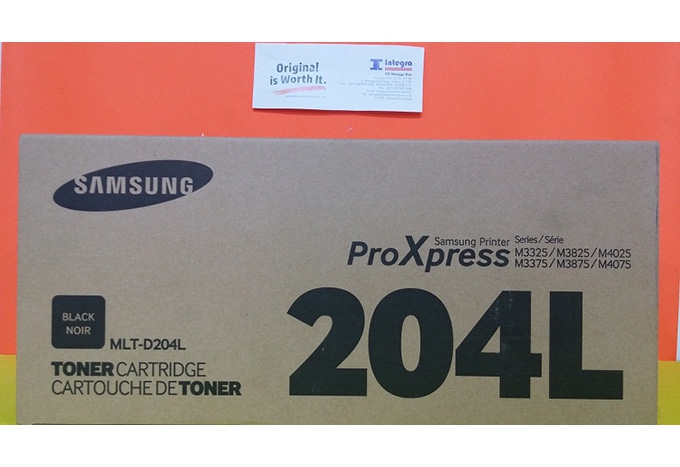 Original
is Worth It.
Integra
SAMSUNG
Samsung Printer
ProXpress
Series/Série
M3325/M3825/M4025
M3375/M3875/M4075
BLACK
NOIR
MLT-D204L
TONER CARTRIDGE
CARTOUCHE DE TONER
204L